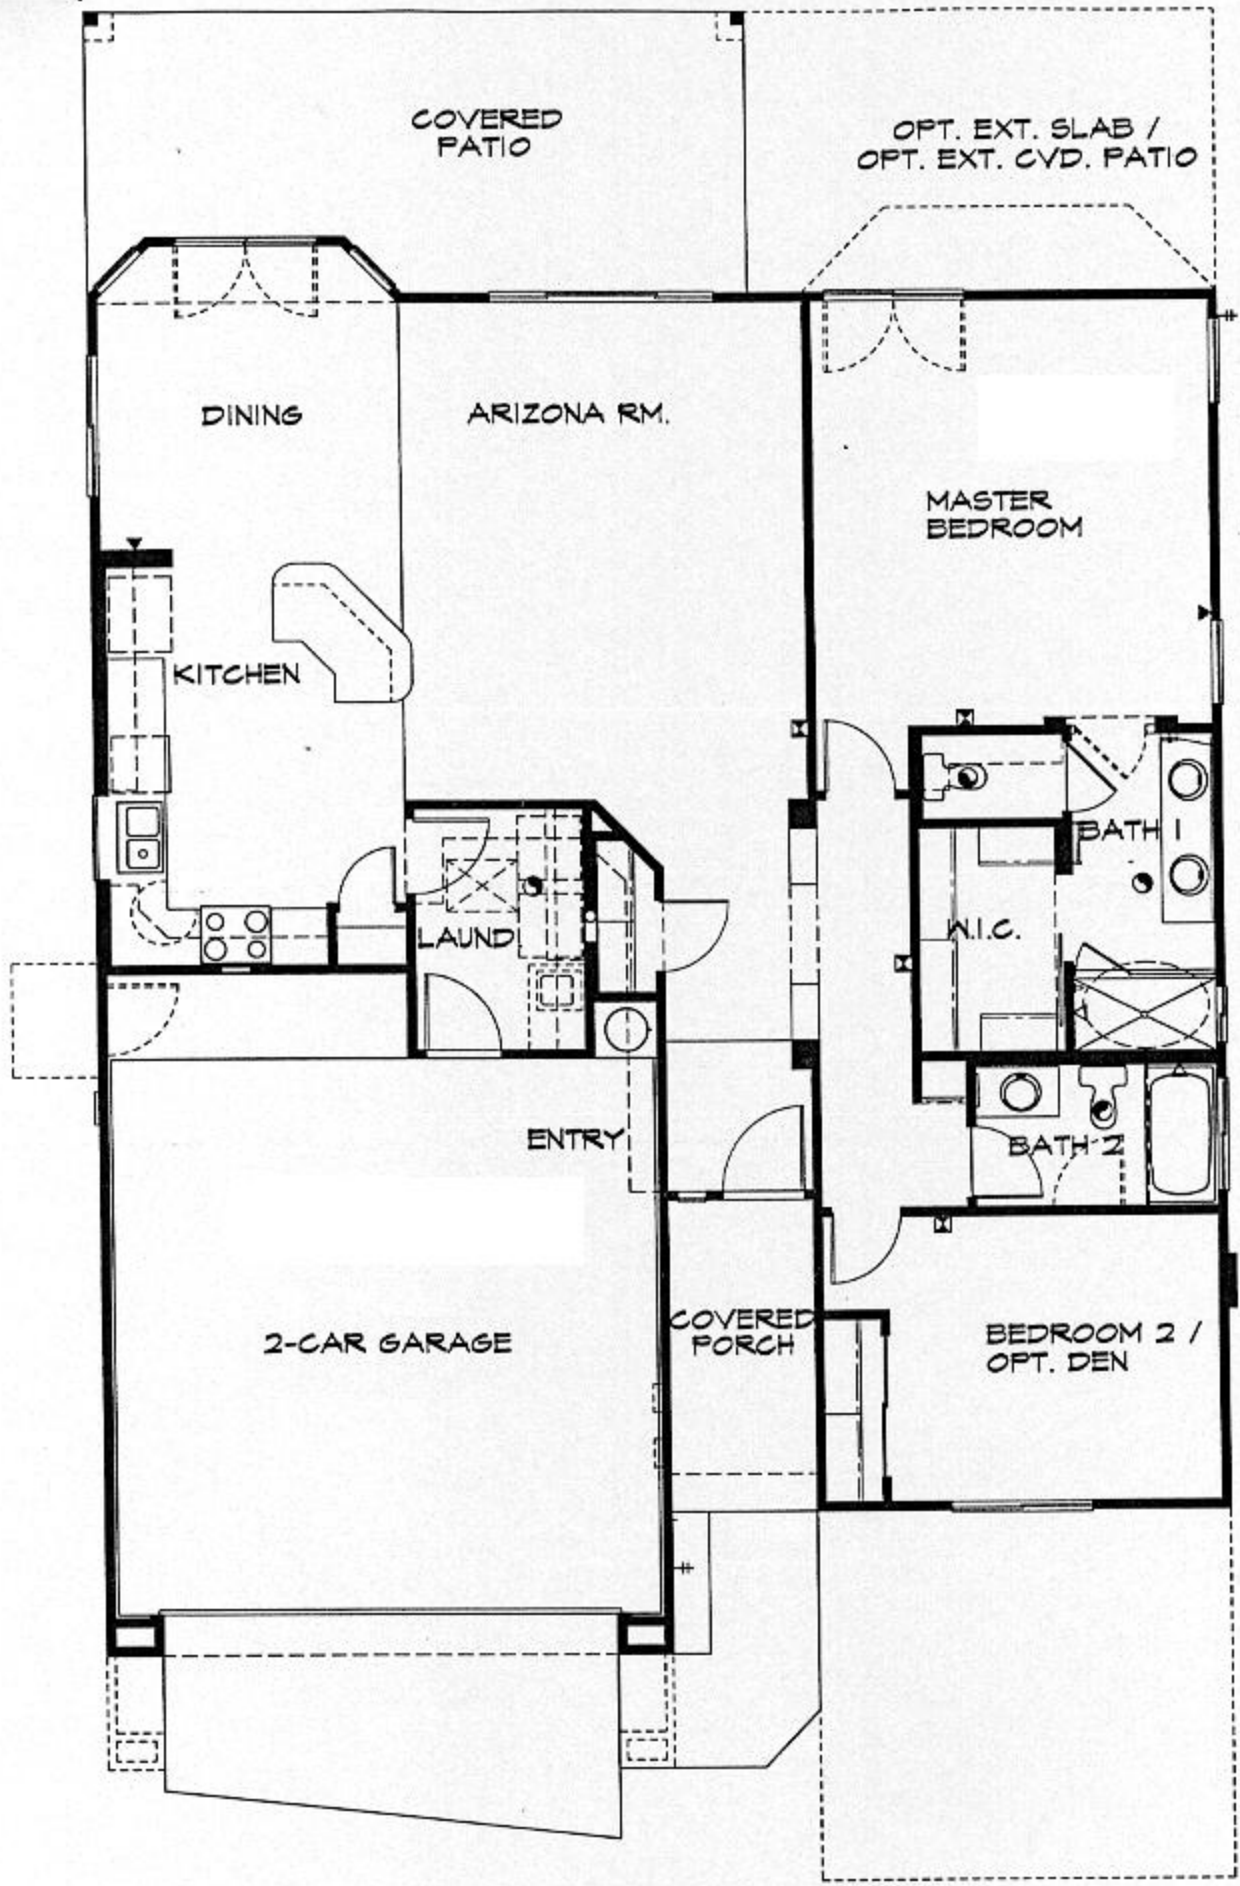 COVERED
PATIO
OPT. EXT. SLAB /
OPT. EXT. CVD. PATIO
DINING
ARIZONA RM.
MASTER
BEDROOM
KITCHEN
BATH 1
W.I.C.
LAUND.
ENTRY
BATH 2
COVERED
PORCH
2-CAR GARAGE
BEDROOM 2 /
OPT. DEN